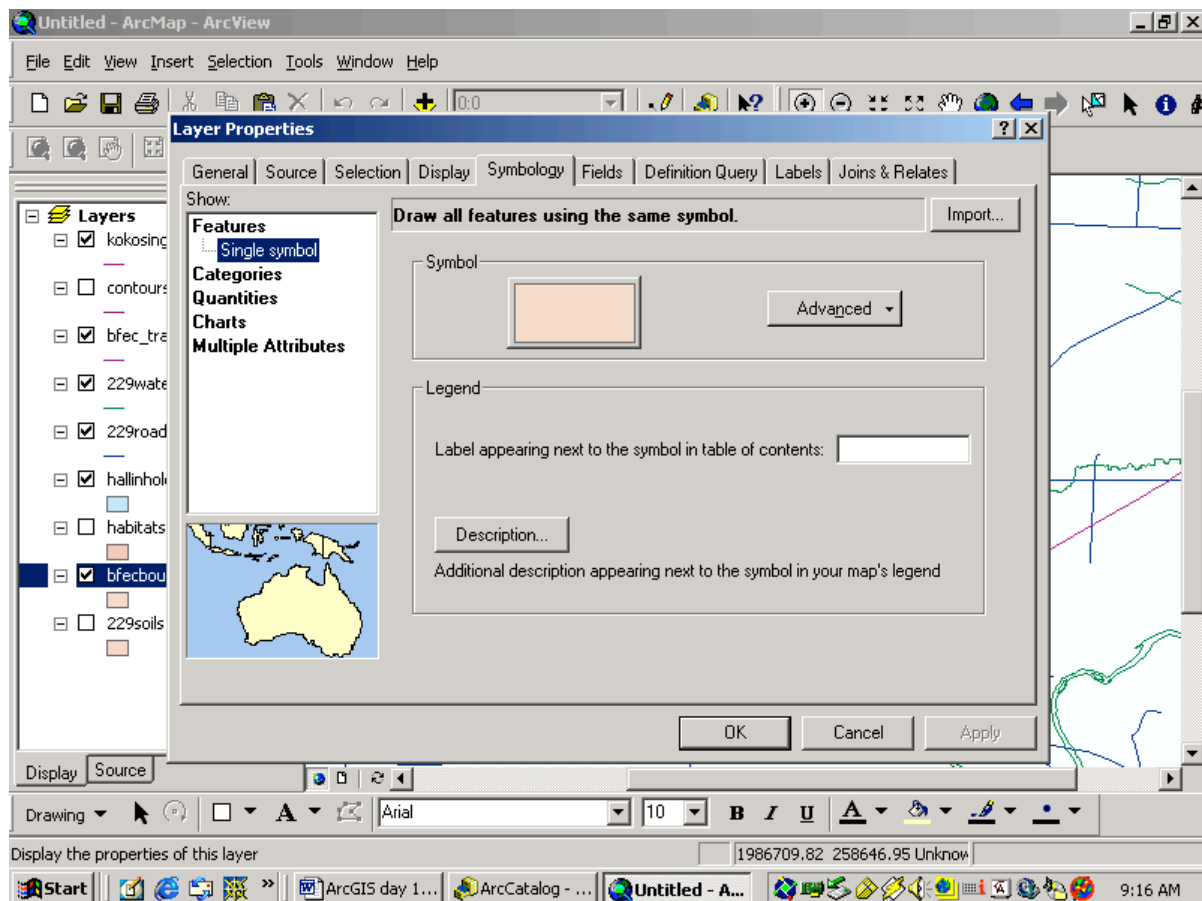 Untitled - ArcMap - ArcView
File Edit View Insert Selection Tools Window Help
0:0
Layer Properties
General Source Selection Display Symbology Fields Definition Query Labels Joins & Relates
Show:
Features
Single symbol
Categories
Quantities
Charts
Multiple Attributes
Draw all features using the same symbol.
Import...
Symbol
Advanced
Legend
Label appearing next to the symbol in table of contents:
Description...
Additional description appearing next to the symbol in your map's legend
OK Cancel Apply
Layers
kokosing
contours
bfec_tra
229wate
229road
hallinhol
habitats
bfecbou
229soils
Display Source
Drawing A Arial 10 B I U A
Display the properties of this layer
1986709.82 258646.95 Unknow
Start » ArcGIS day 1... ArcCatalog - ... Untitled - A... 9:16 AM